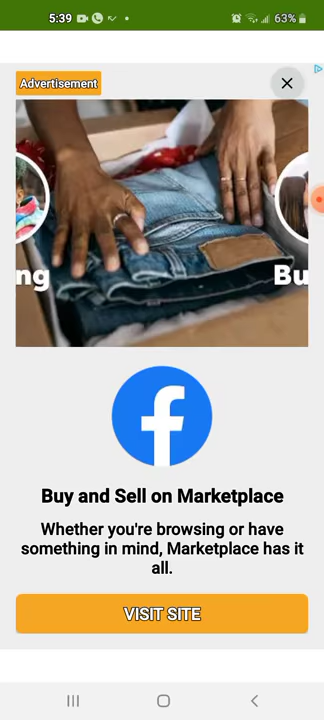 5:39
63%
Advertisement
ng
Bu
Buy and Sell on Marketplace
Whether you're browsing or have
something in mind, Marketplace has it
all.
VISIT SITE